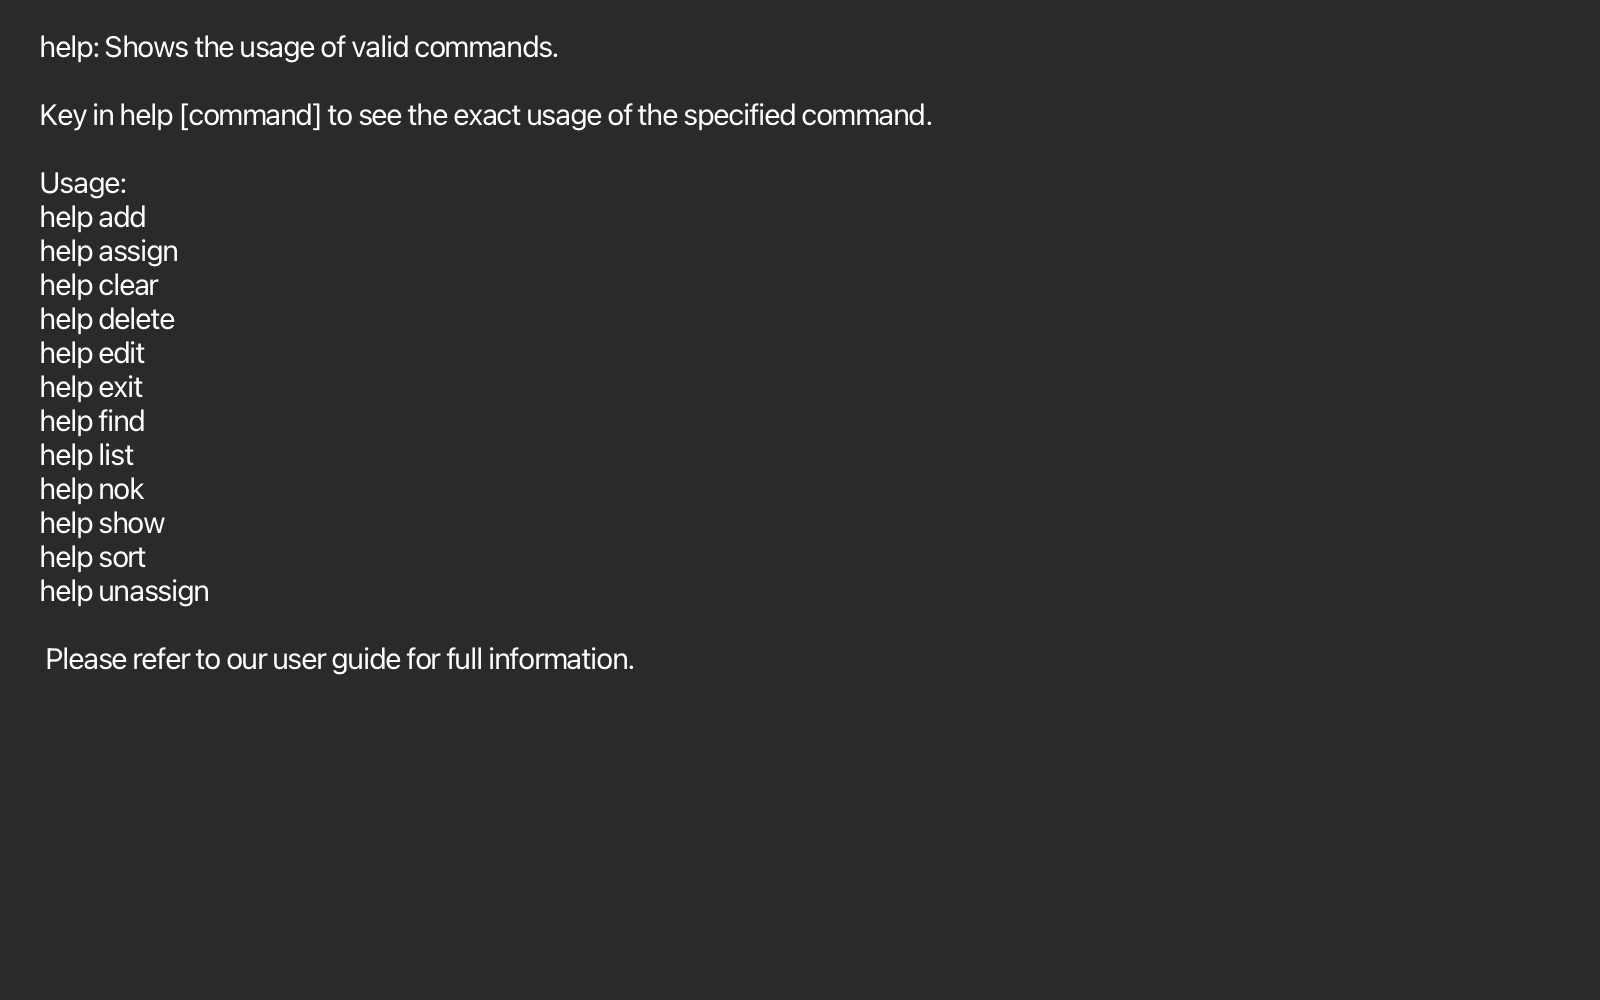 help: Shows the usage of valid commands.
Key in help [command] to see the exact usage of the specified command.
Usage:
help add
help assign
help clear
help delete
help edit
help exit
help find
help list
help nok
help show
help sort
help unassign
Please refer to our user guide for full information.